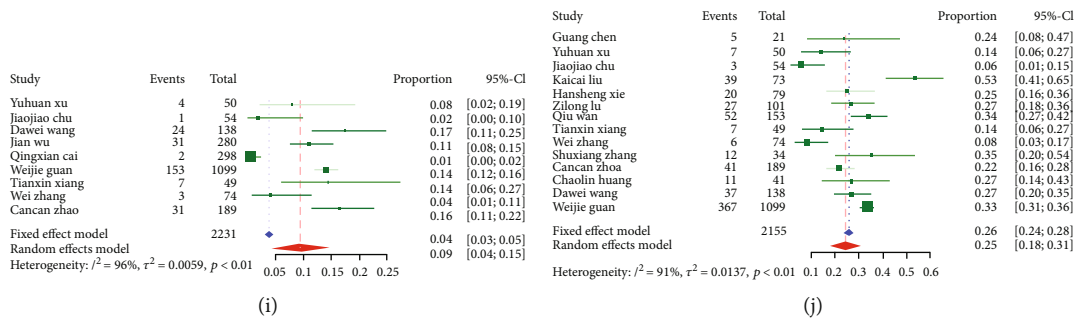 Study Events Total Proportion 95%-Cl
Yuhuan xu 4 50 0.08 [0.02; 0.19]
Jiaojiao chu 1 54 0.02 [0.00; 0.10]
Dawei wang 24 138 0.17 [0.11; 0.25]
Jian wu 31 280 0.11 [0.08; 0.15]
Qingxian cai 2 298 0.01 [0.00; 0.02]
Weijie guan 153 1099 0.14 [0.12; 0.16]
Tianxin xiang 7 49 0.14 [0.06; 0.27]
Wei zhang 3 74 0.04 [0.01; 0.11]
Cancan zhao 31 189 0.16 [0.11; 0.22]
Fixed effect model 2231 0.04 [0.03; 0.05]
Random effects model 0.09 [0.04; 0.15]
Heterogeneity: I² = 96%, τ² = 0.0059, p < 0.01
0.05 0.1 0.15 0.2 0.25
(i)
Study Events Total Proportion 95%-Cl
Guang chen 5 21 0.24 [0.08; 0.47]
Yuhuan xu 7 50 0.14 [0.06; 0.27]
Jiaojiao chu 3 54 0.06 [0.01; 0.15]
Kaicai liu 39 73 0.53 [0.41; 0.65]
Hansheng xie 20 79 0.25 [0.16; 0.36]
Zilong lu 27 101 0.27 [0.18; 0.36]
Qiu wan 52 153 0.34 [0.27; 0.42]
Tianxin xiang 7 49 0.14 [0.06; 0.27]
Wei zhang 6 74 0.08 [0.03; 0.17]
Shuxiang zhang 12 34 0.35 [0.20; 0.54]
Cancan zhoa 41 189 0.22 [0.16; 0.28]
Chaolin huang 11 41 0.27 [0.14; 0.43]
Dawei wang 37 138 0.27 [0.20; 0.35]
Weijie guan 367 1099 0.33 [0.31; 0.36]
Fixed effect model 2155 0.26 [0.24; 0.28]
Random effects model 0.25 [0.18; 0.31]
Heterogeneity: I² = 91%, τ² = 0.0137, p < 0.01
0.1 0.2 0.3 0.4 0.5 0.6
(j)